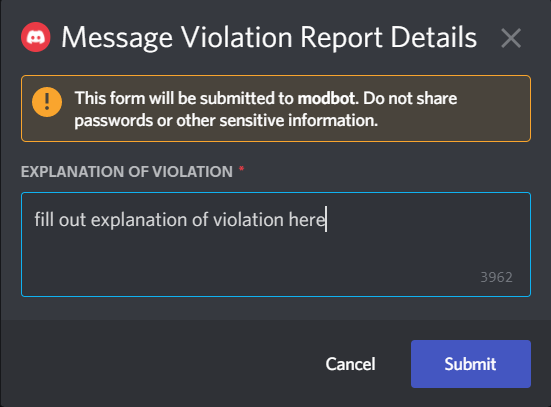 Message Violation Report Details
This form will be submitted to modbot. Do not share
passwords or other sensitive information.
EXPLANATION OF VIOLATION *
fill out explanation of violation here
3962
Cancel
Submit